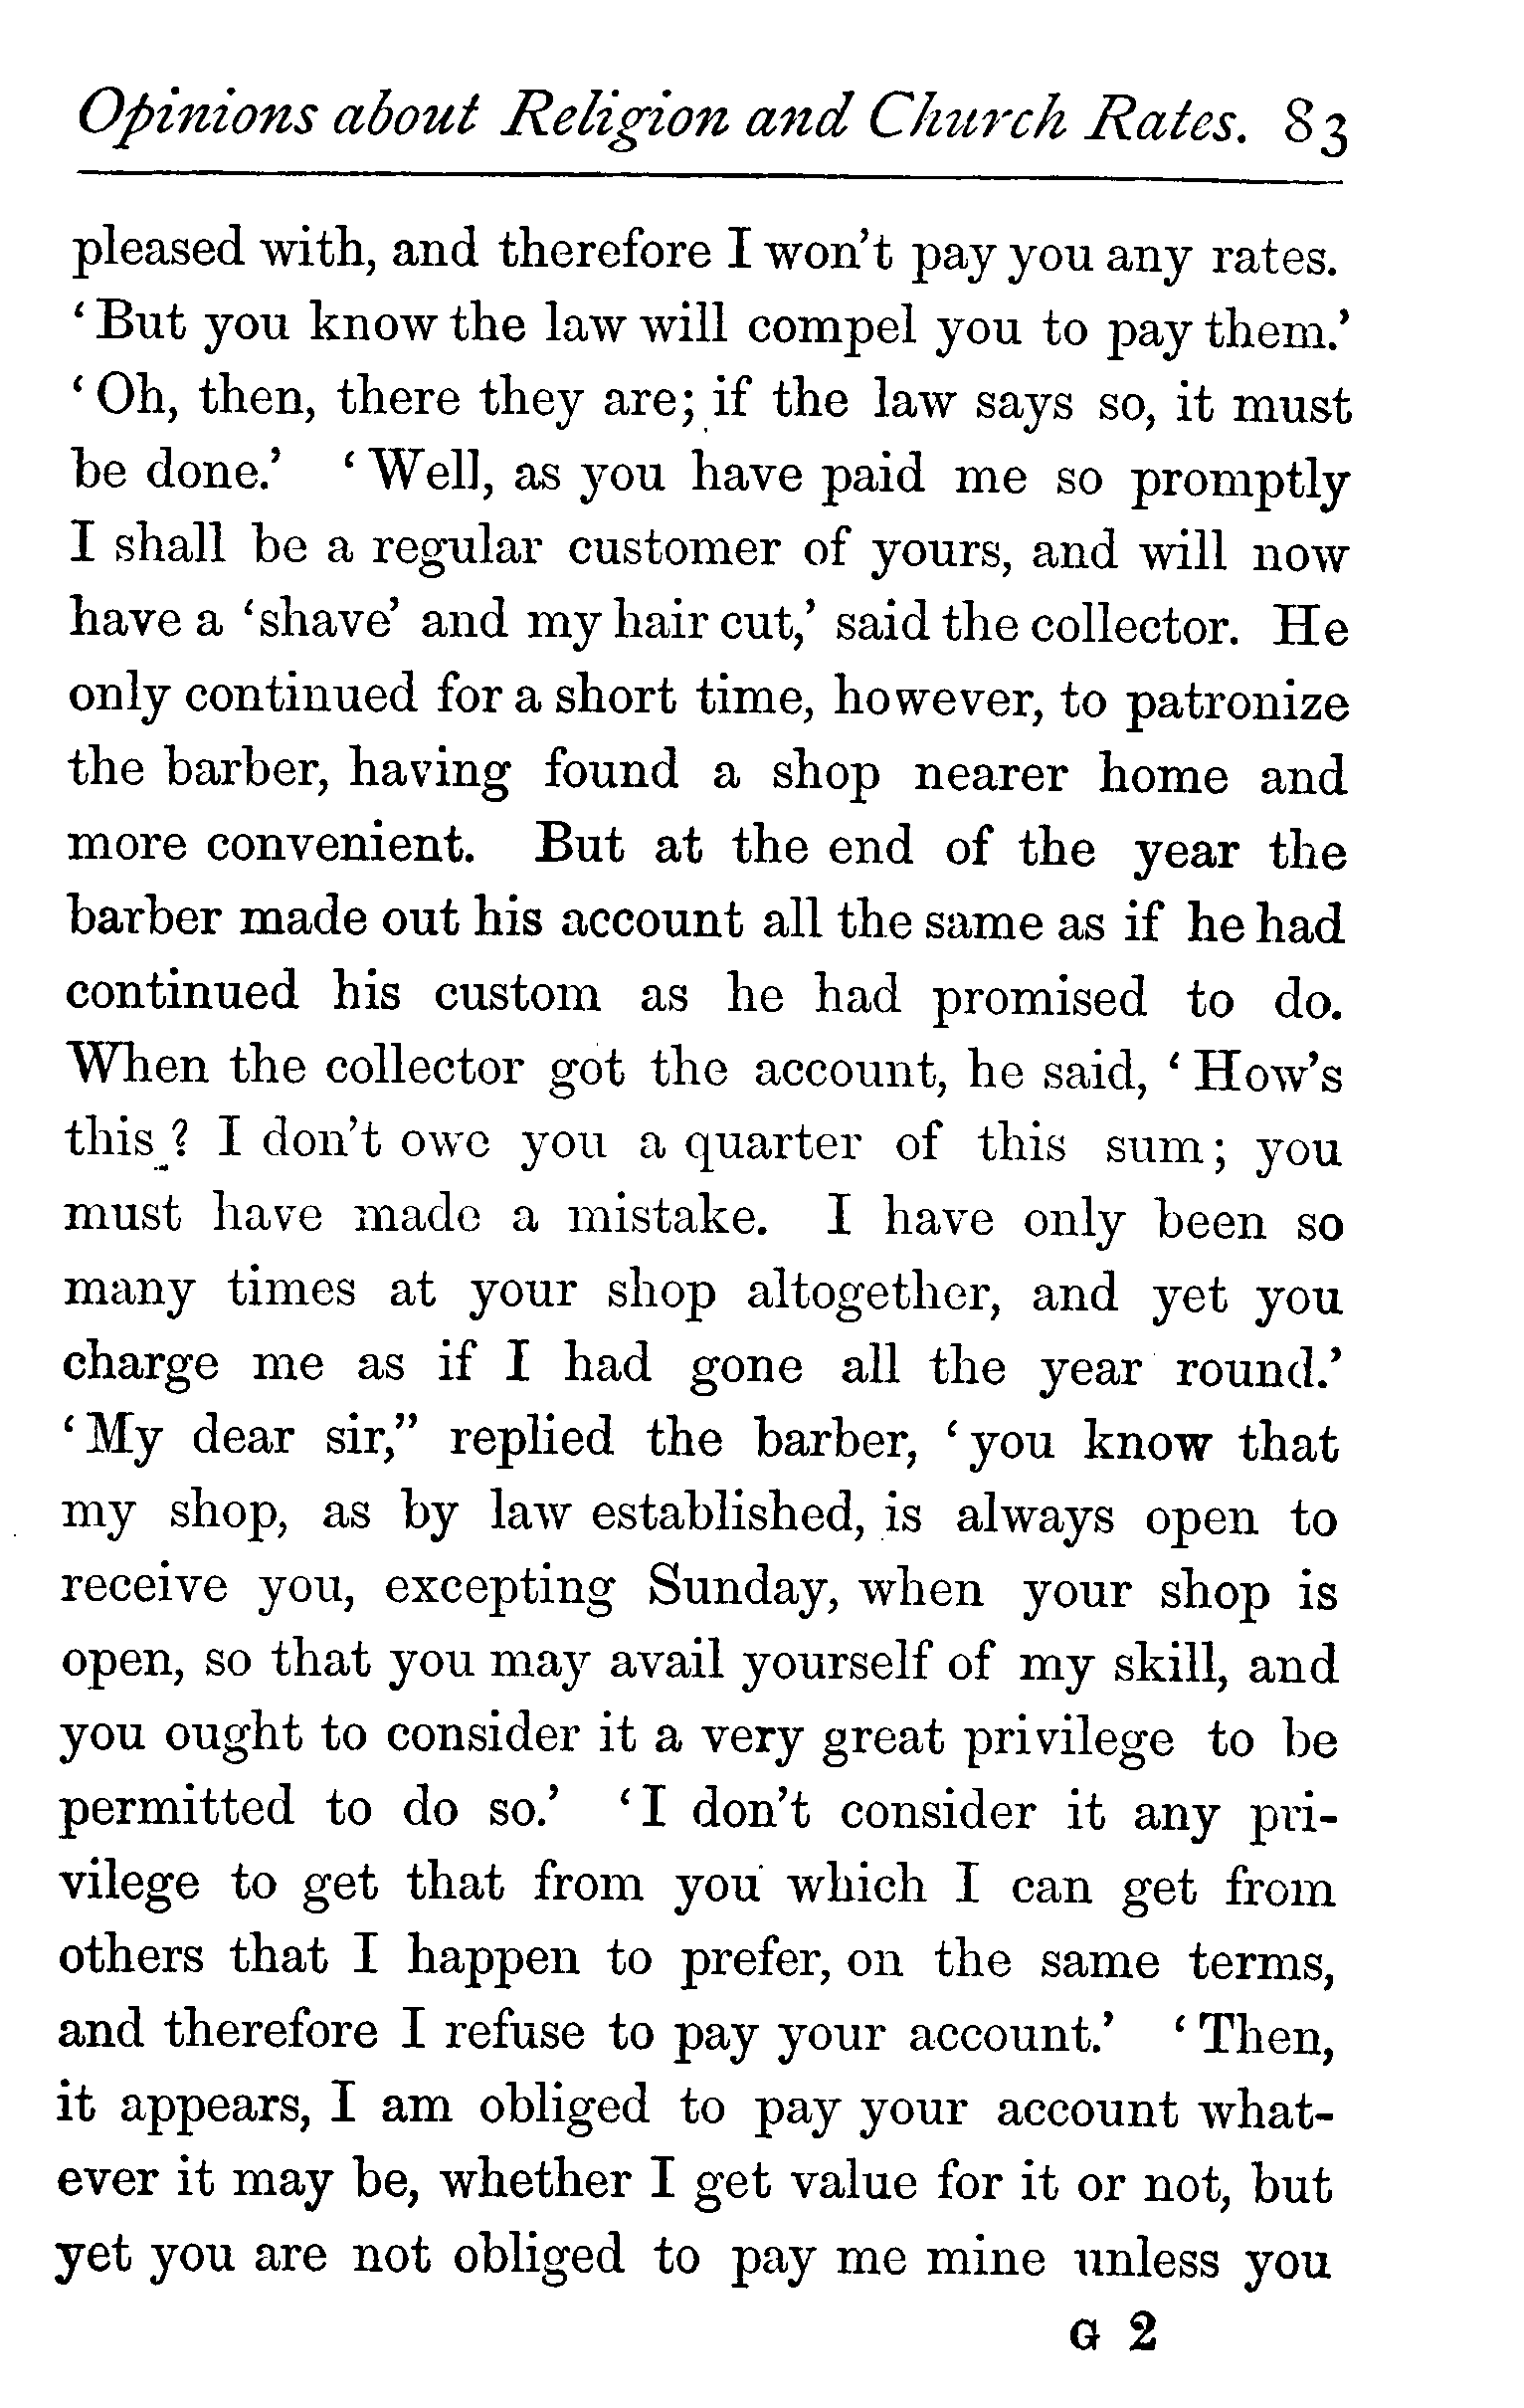 Opinions about Religion and Church Rates. 83
pleased with, and therefore I won't pay you any rates.
‘But you know the law will compel you to pay them.’
‘Oh, then, there they are; if the law says so, it must
be done.’ ‘Well, as you have paid me so promptly
I shall be a regular customer of yours, and will now
have a ‘shave’ and my hair cut,’ said the collector. He
only continued for a short time, however, to patronize
the barber, having found a shop nearer home and
more convenient. But at the end of the year the
barber made out his account all the same as if he had
continued his custom as he had promised to do.
When the collector got the account, he said, ‘How's
this? I don't owe you a quarter of this sum; you
must have made a mistake. I have only been so
many times at your shop altogether, and yet you
charge me as if I had gone all the year round.’
‘My dear sir,” replied the barber, ‘you know that
my shop, as by law established, is always open to
receive you, excepting Sunday, when your shop is
open, so that you may avail yourself of my skill, and
you ought to consider it a very great privilege to be
permitted to do so.’ ‘I don't consider it any pri-
vilege to get that from you which I can get from
others that I happen to prefer, on the same terms,
and therefore I refuse to pay your account.’ ‘Then,
it appears, I am obliged to pay your account what-
ever it may be, whether I get value for it or not, but
yet you are not obliged to pay me mine unless you
G 2